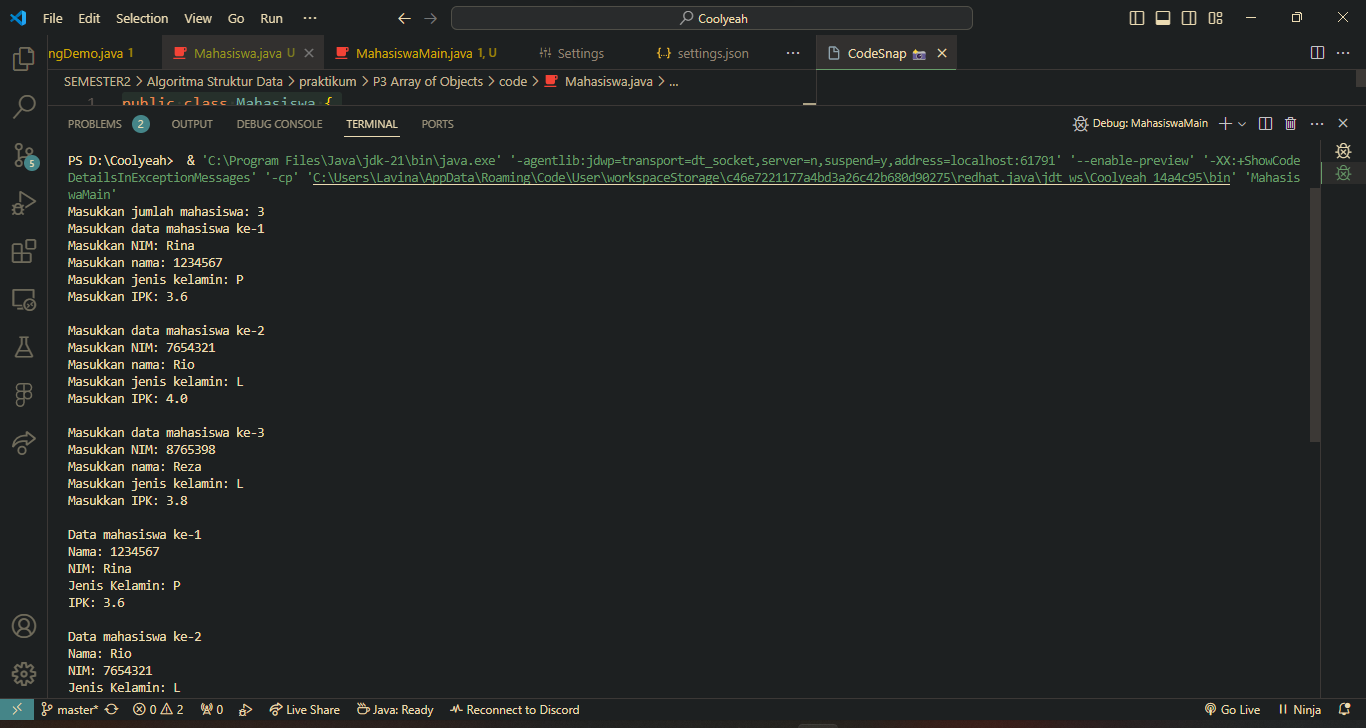 File Edit Selection View Go Run ··· Coolyeah
ngDemo.java 1 Mahasiswa.java U MahasiswaMain.java 1, U Settings settings.json ··· CodeSnap 📸
SEMESTER2 > Algoritma Struktur Data > praktikum > P3 Array of Objects > code > Mahasiswa.java > ...
1 public class Mahasiswa {
PROBLEMS 2 OUTPUT DEBUG CONSOLE TERMINAL PORTS Debug: MahasiswaMain
PS D:\Coolyeah> & 'C:\Program Files\Java\jdk-21\bin\java.exe' '-agentlib:jdwp=transport=dt_socket,server=n,suspend=y,address=localhost:61791' '--enable-preview' '-XX:+ShowCode
DetailsInExceptionMessages' '-cp' 'C:\Users\Lavina\AppData\Roaming\Code\User\workspaceStorage\c46e7221177a4bd3a26c42b680d90275\redhat.java\jdt_ws\Coolyeah_14a4c95\bin' 'Mahasis
waMain'
Masukkan jumlah mahasiswa: 3
Masukkan data mahasiswa ke-1
Masukkan NIM: Rina
Masukkan nama: 1234567
Masukkan jenis kelamin: P
Masukkan IPK: 3.6
Masukkan data mahasiswa ke-2
Masukkan NIM: 7654321
Masukkan nama: Rio
Masukkan jenis kelamin: L
Masukkan IPK: 4.0
Masukkan data mahasiswa ke-3
Masukkan NIM: 8765398
Masukkan nama: Reza
Masukkan jenis kelamin: L
Masukkan IPK: 3.8
Data mahasiswa ke-1
Nama: 1234567
NIM: Rina
Jenis Kelamin: P
IPK: 3.6
Data mahasiswa ke-2
Nama: Rio
NIM: 7654321
Jenis Kelamin: L
5
master* 0 2 0 Live Share Java: Ready Reconnect to Discord Go Live Ninja